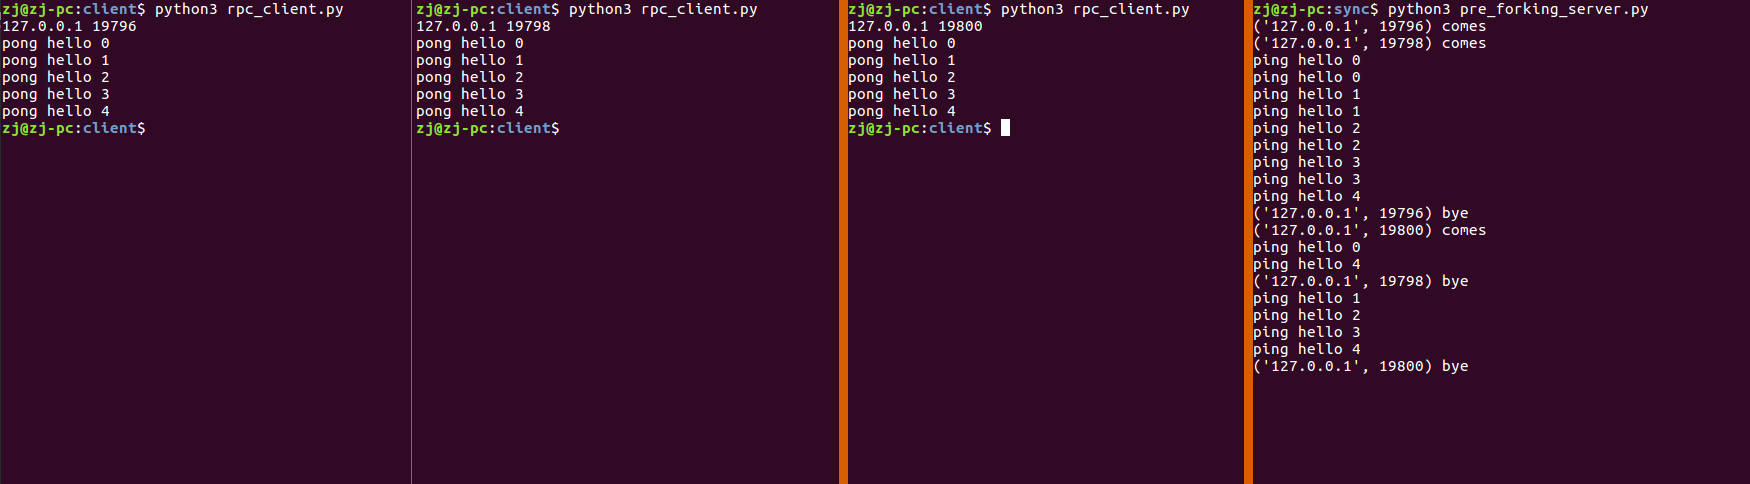 zj@zj-pc:client$ python3 rpc_client.py
127.0.0.1 19796
pong hello 0
pong hello 1
pong hello 2
pong hello 3
pong hello 4
zj@zj-pc:client$
zj@zj-pc:client$ python3 rpc_client.py
127.0.0.1 19798
pong hello 0
pong hello 1
pong hello 2
pong hello 3
pong hello 4
zj@zj-pc:client$
zj@zj-pc:client$ python3 rpc_client.py
127.0.0.1 19800
pong hello 0
pong hello 1
pong hello 2
pong hello 3
pong hello 4
zj@zj-pc:client$
zj@zj-pc:sync$ python3 pre_forking_server.py
('127.0.0.1', 19796) comes
('127.0.0.1', 19798) comes
ping hello 0
ping hello 0
ping hello 1
ping hello 1
ping hello 2
ping hello 2
ping hello 3
ping hello 3
ping hello 4
('127.0.0.1', 19796) bye
('127.0.0.1', 19800) comes
ping hello 0
ping hello 4
('127.0.0.1', 19798) bye
ping hello 1
ping hello 2
ping hello 3
ping hello 4
('127.0.0.1', 19800) bye